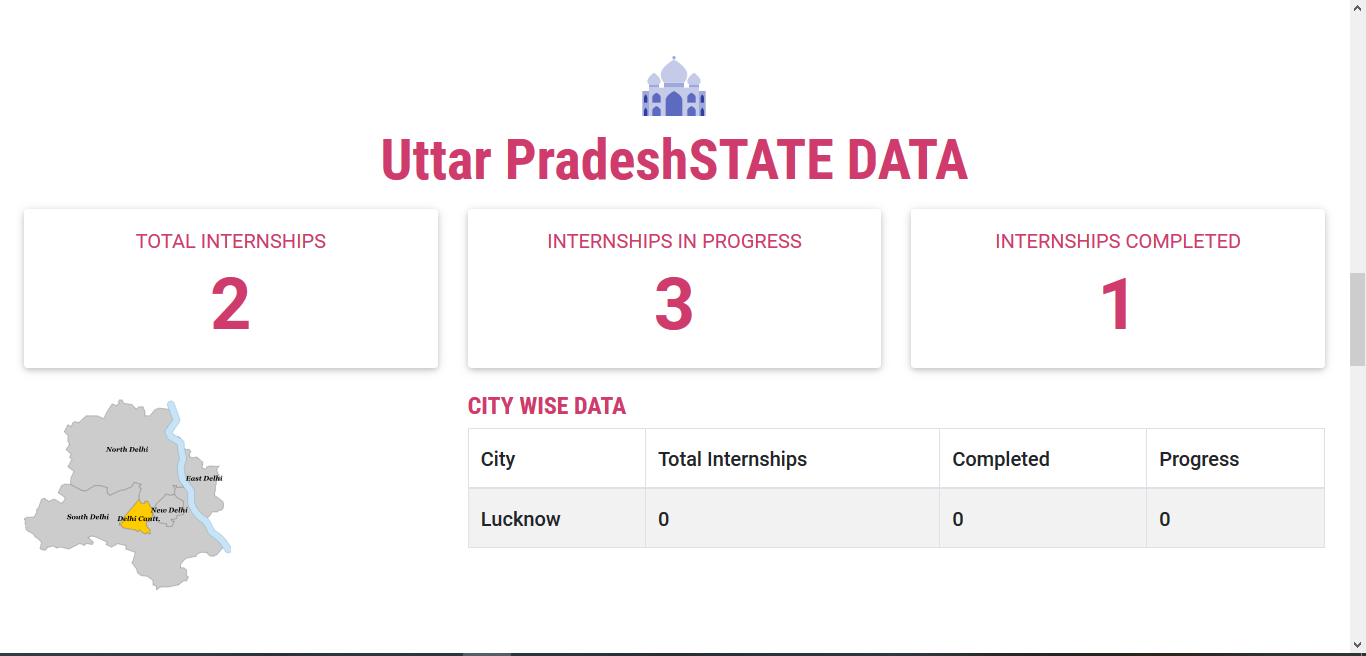 Uttar PradeshSTATE DATA
TOTAL INTERNSHIPS
2
INTERNSHIPS IN PROGRESS
3
INTERNSHIPS COMPLETED
1
North Delhi
East Delhi
New Delhi
South Delhi
Delhi Cantt.
CITY WISE DATA
City Total Internships Completed Progress
Lucknow 0 0 0